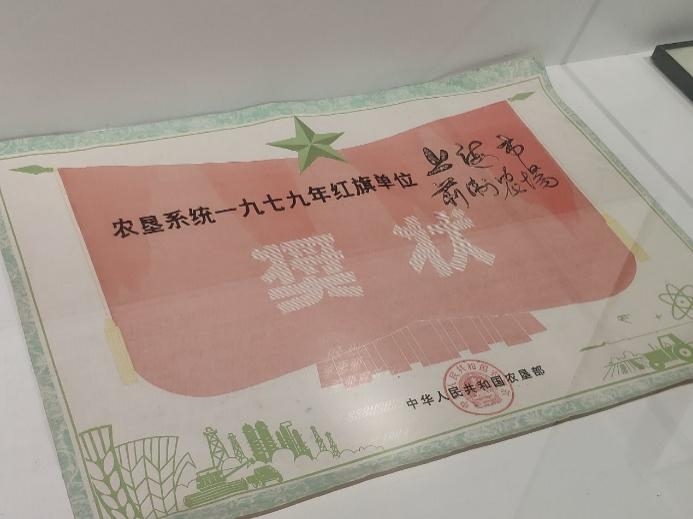 农垦系统一九七九年红旗单位
上海市
前卫农场
奖状
中华人民共和国农垦部